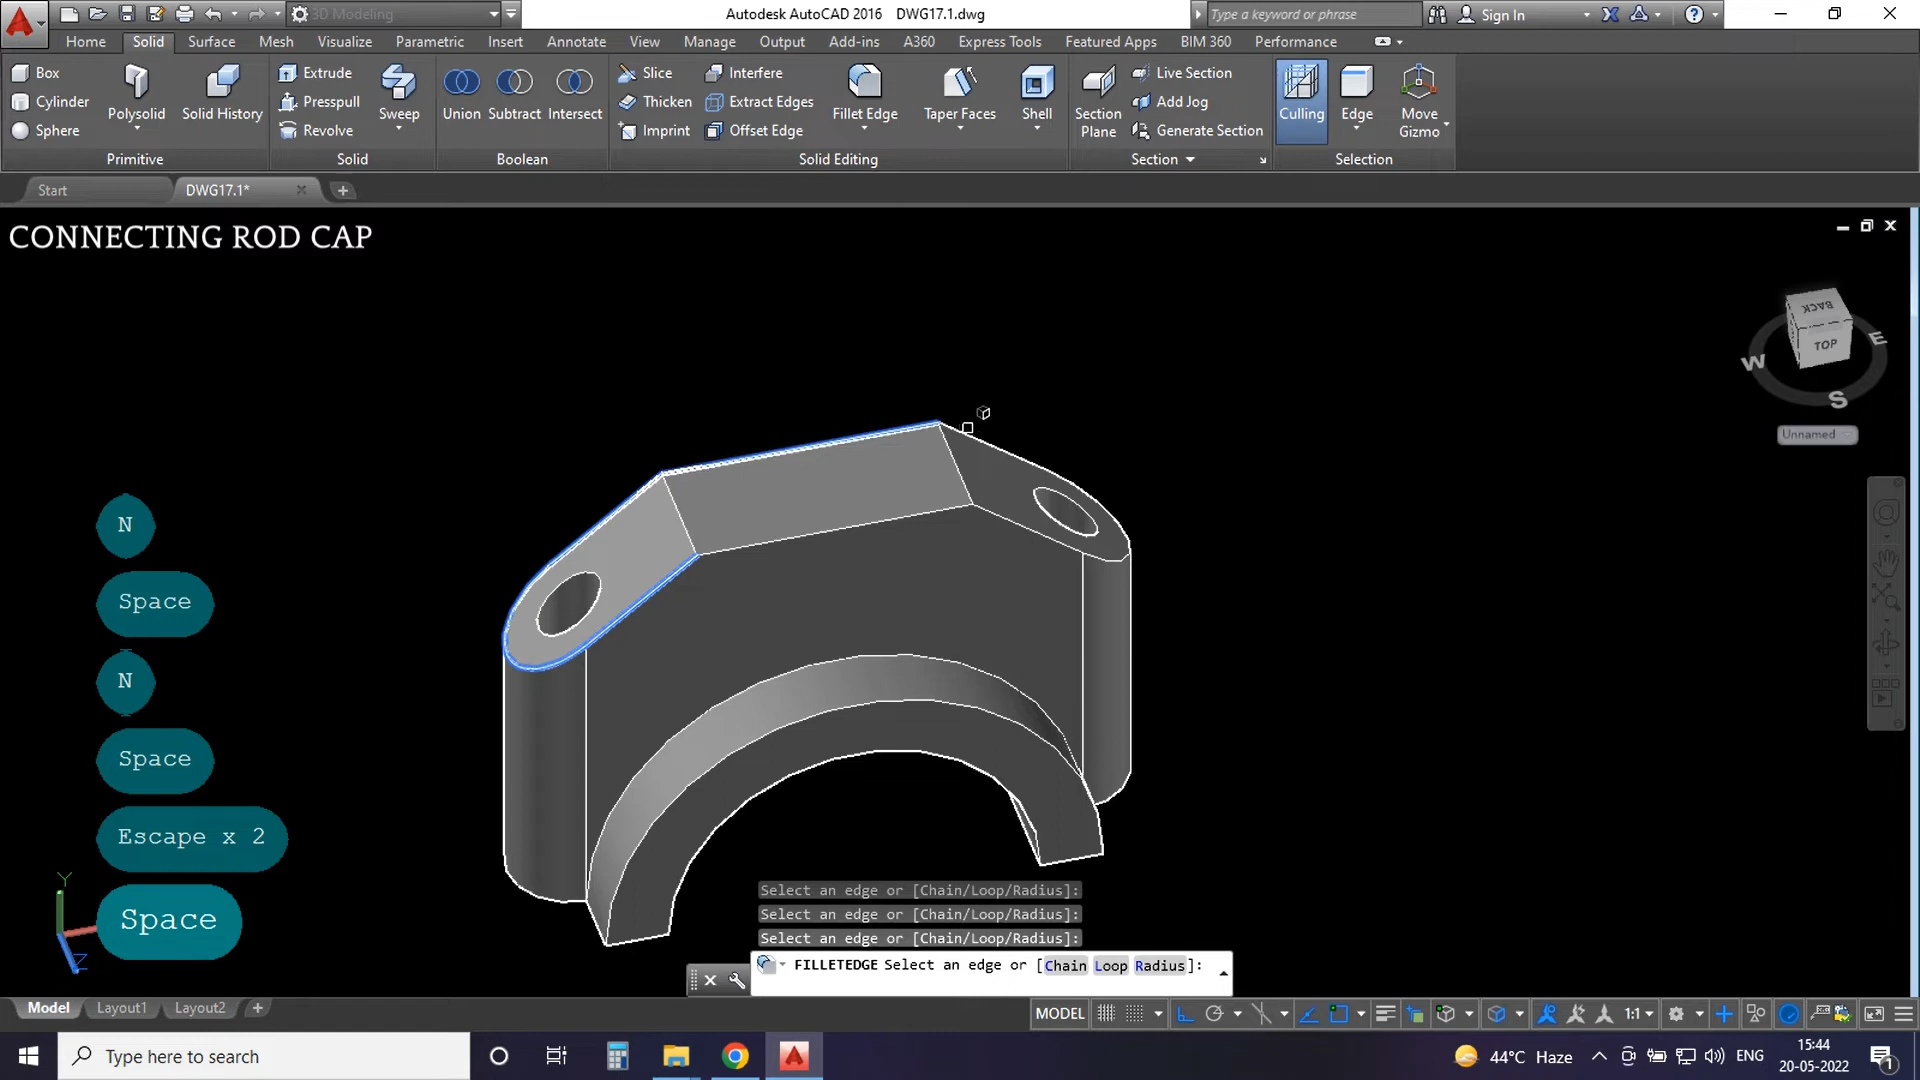 3D Modeling
Autodesk AutoCAD 2016 DWG17.1.dwg
Type a keyword or phrase
Sign In
Home Solid Surface Mesh Visualize Parametric Insert Annotate View Manage Output Add-ins A360 Express Tools Featured Apps BIM 360 Performance
Box
Cylinder
Sphere
Polysolid
Solid History
Primitive
Extrude
Presspull
Revolve
Sweep
Solid
Union
Subtract
Intersect
Boolean
Slice
Thicken
Imprint
Interfere
Extract Edges
Offset Edge
Fillet Edge
Taper Faces
Shell
Solid Editing
Section
Plane
Live Section
Add Jog
Generate Section
Section
Culling
Edge
Move
Gizmo
Selection
Start
DWG17.1*
CONNECTING ROD CAP
BACK
TOP
W
E
S
Unnamed
N
Space
N
Space
Escape x 2
Space
Y
Z
Select an edge or [Chain/Loop/Radius]:
Select an edge or [Chain/Loop/Radius]:
Select an edge or [Chain/Loop/Radius]:
FILLETEDGE Select an edge or [Chain Loop Radius]:
Model Layout1 Layout2
MODEL
1:1
Type here to search
44°C Haze
ENG
15:44
20-05-2022
1